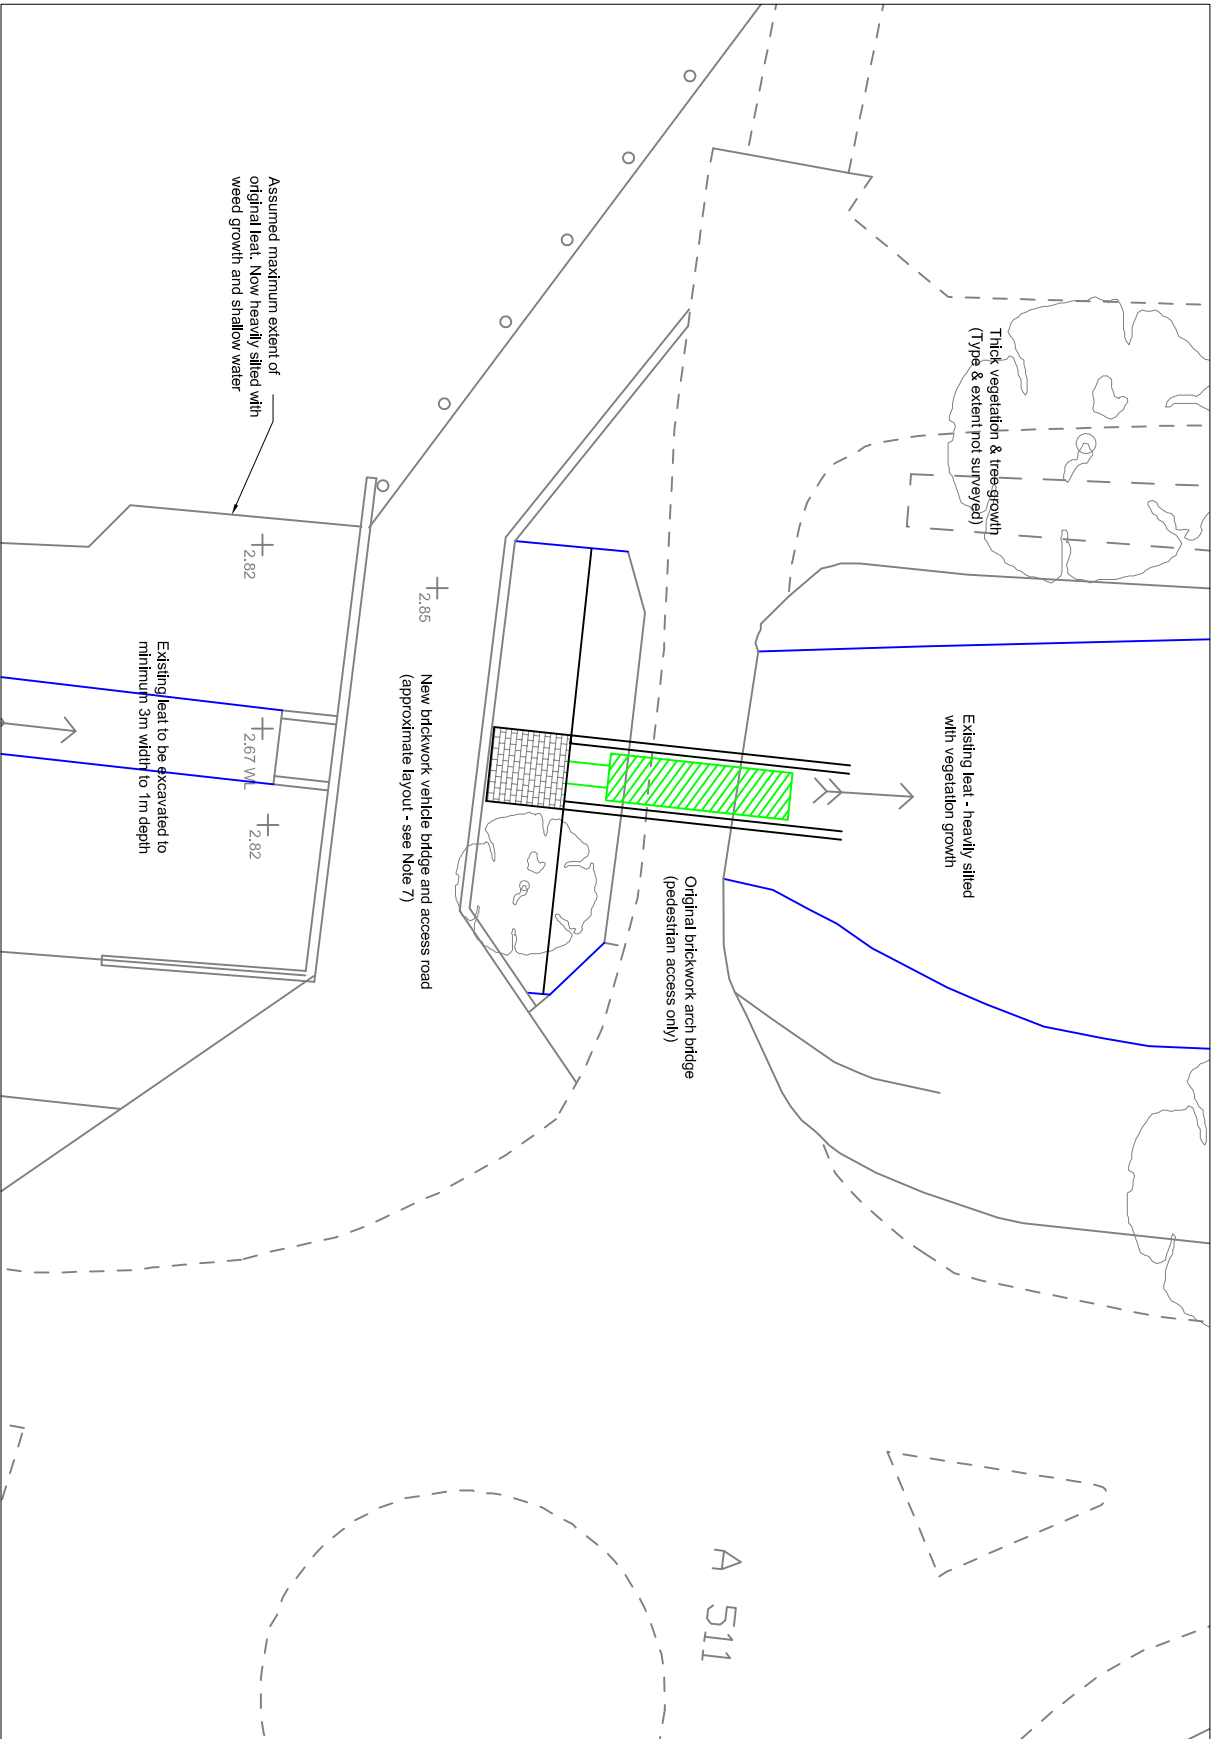 Thick vegetation & tree growth
(Type & extent not surveyed)
Existing leat - heavily silted
with vegetation growth
A 511
Original brickwork arch bridge
(pedestrian access only)
2.85
New brickwork vehicle bridge and access road
(approximate layout - see Note 7)
Assumed maximum extent of
original leat. Now heavily silted with
weed growth and shallow water
2.82
2.67 WL
2.82
Existing leat to be excavated to
minimum 3m width to 1m depth